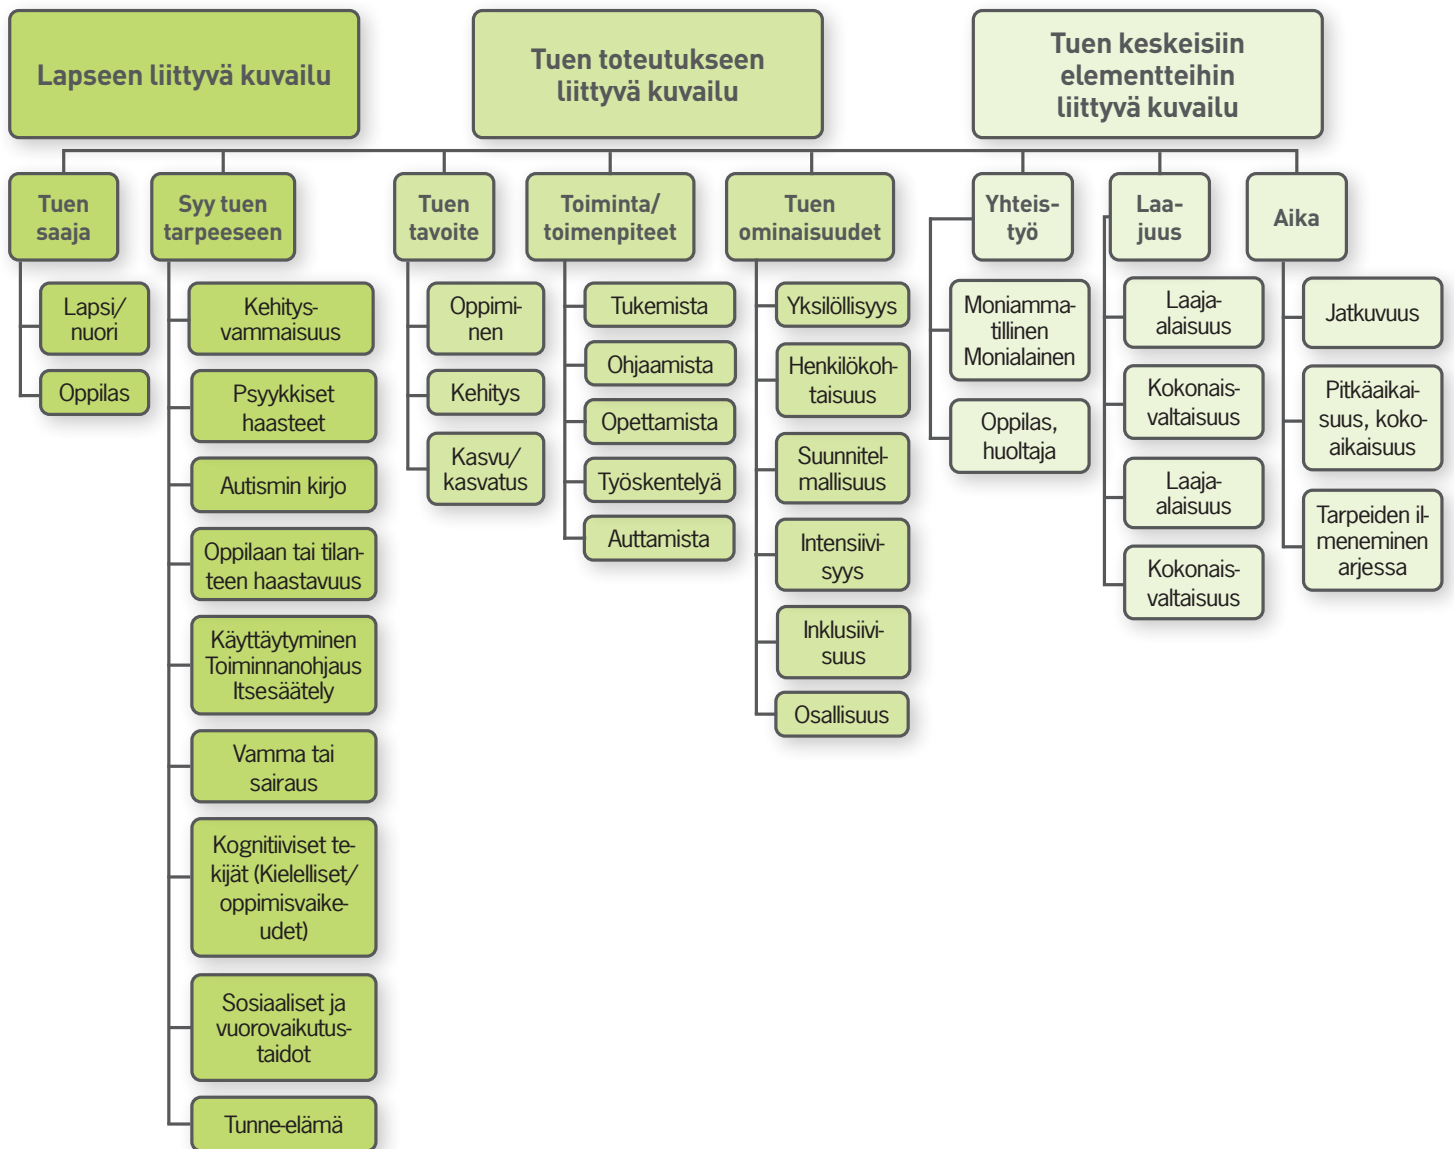 Lapseen liittyvä kuvailu
Tuen toteutukseen
liittyvä kuvailu
Tuen keskeisiin
elementteihin
liittyvä kuvailu
Tuen
saaja
Lapsi/
nuori
Oppilas
Syy tuen
tarpeeseen
Kehitys-
vammaisuus
Psyykkiset
haasteet
Autismin kirjo
Oppilaan tai tilan-
teen haastavuus
Käyttäytyminen
Toiminnanohjaus
Itsesäätely
Vamma tai
sairaus
Kognitiiviset te-
kijät (Kielelliset/
oppimisvaike-
udet)
Sosiaaliset ja
vuorovaikutus-
taidot
Tunne-elämä
Tuen
tavoite
Oppimi-
nen
Kehitys
Kasvu/
kasvatus
Toiminta/
toimenpiteet
Tukemista
Ohjaamista
Opettamista
Työskentelyä
Auttamista
Tuen
ominaisuudet
Yksilöllisyys
Henkilökoh-
taisuus
Suunnitel-
mallisuus
Intensiivi-
syys
Inklusiivi-
suus
Osallisuus
Yhteis-
työ
Moniamma-
tillinen
Monialainen
Oppilas,
huoltaja
Laa-
juus
Laaja-
alaisuus
Kokonais-
valtaisuus
Laaja-
alaisuus
Kokonais-
valtaisuus
Aika
Jatkuvuus
Pitkäaikai-
suus, koko-
aikaisuus
Tarpeiden il-
meneminen
arjessa